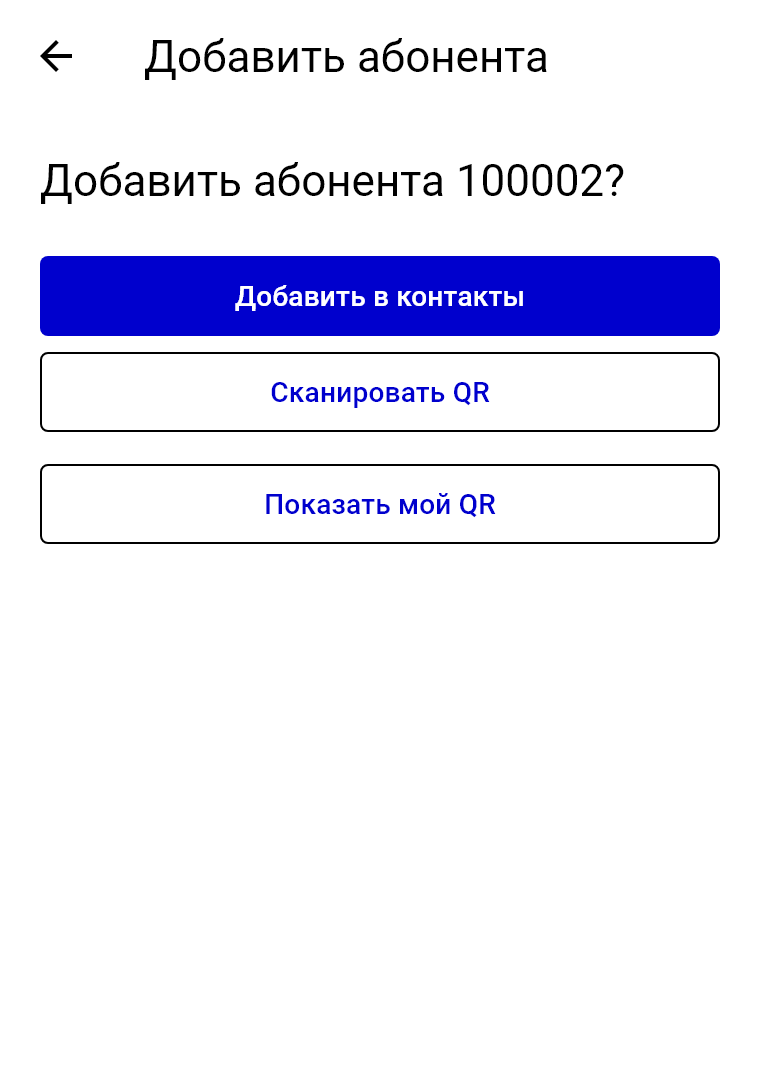 Добавить абонента
Добавить абонента 100002?
Добавить в контакты
Сканировать QR
Показать мой QR